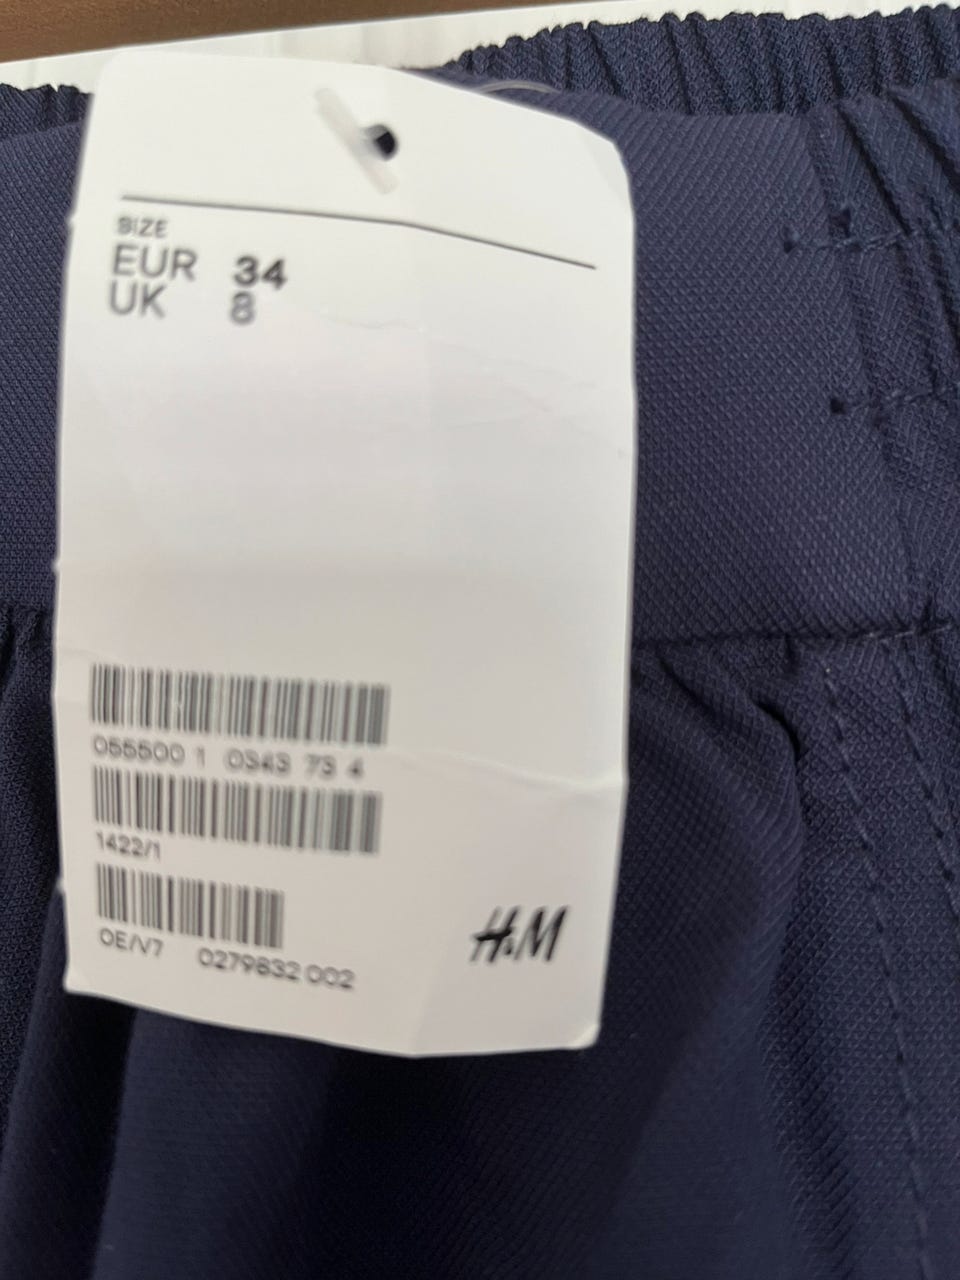 SIZE
EUR 34
UK 8
055500 1 0343 73 4
1422/1
OE/V7 0279832 002
H&M